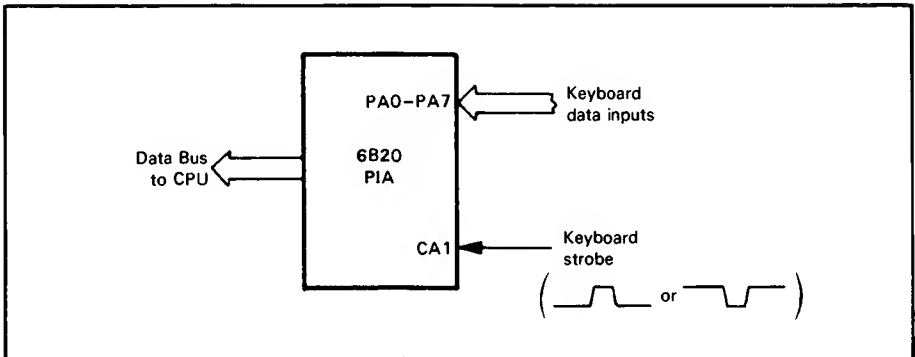 PA0-PA7
Keyboard
data inputs
Data Bus
to CPU
6B20
PIA
CA1
Keyboard
strobe
or